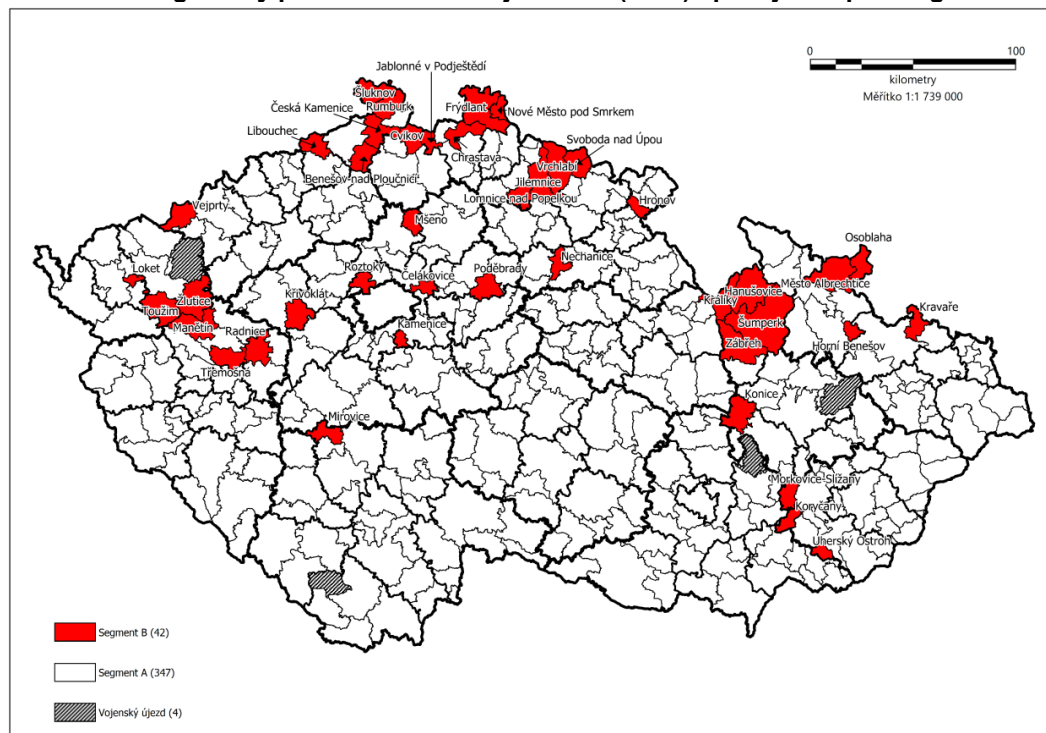 0 100
kilometry
Měřítko 1:1 739 000
Jablonné v Podještědí
Šluknov
Česká Kamenice
Rumburk
Frýdlant
Nové Město pod Smrkem
Libouchec
Cvikov
Svoboda nad Úpou
Chrastava
Vrchlabí
Benešov nad Ploučnicí
Jilemnice
Lomnice nad Popelkou
Hronov
Vejprty
Mšeno
Osoblaha
Loket
Roztoky
Čelákovice
Poděbrady
Nechanice
Město Albrechtice
Hanušovice
Králíky
Žlutice
Toužim
Křivoklát
Kravaře
Manětín
Radnice
Kamenice
Šumperk
Zábřeh
Horní Benešov
Třemošná
Konice
Mirovice
Morkovice-Slížany
Koryčany
Uherský Ostroh
Segment B (42)
Segment A (347)
Vojenský újezd (4)